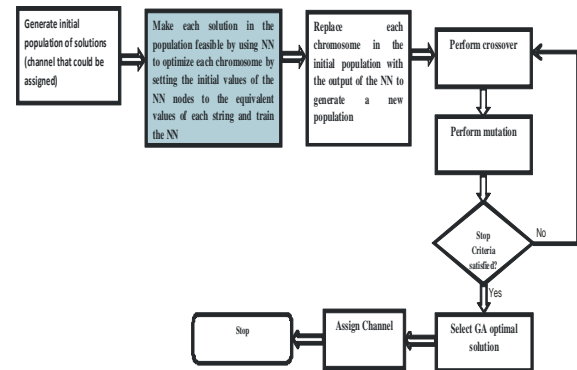 Generate initial
population of solutions
(channel that could be
assigned)
Make each solution in the
population feasible by using NN
to optimize each chromosome by
setting the initial values of the
NN nodes to the equivalent
values of each string and train
the NN
Replace each
chromosome in the
initial population with
the output of the NN to
generate a new
population
Perform crossover
Perform mutation
Stop
Criteria
satisfied?
No
Yes
Select GA optimal
solution
Assign Channel
Stop